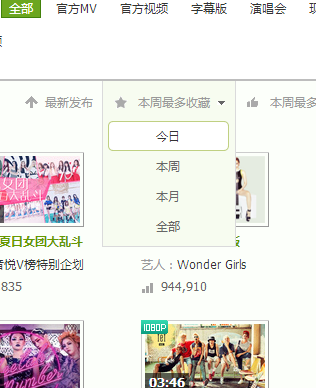 全部 官方MV 官方视频 字幕版 演唱会
最新发布 本周最多收藏 本周最多
今日
本周
本月
全部
夏日女团大乱斗
音悦V榜特别企划
835
艺人：Wonder Girls
944,910
1080P
03:46